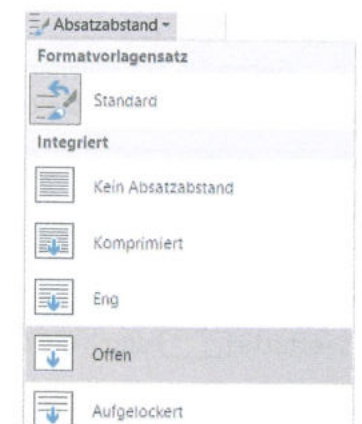 Absatzabstand
Formatvorlagensatz
Standard
Integriert
Kein Absatzabstand
Komprimiert
Eng
Offen
Aufgelockert